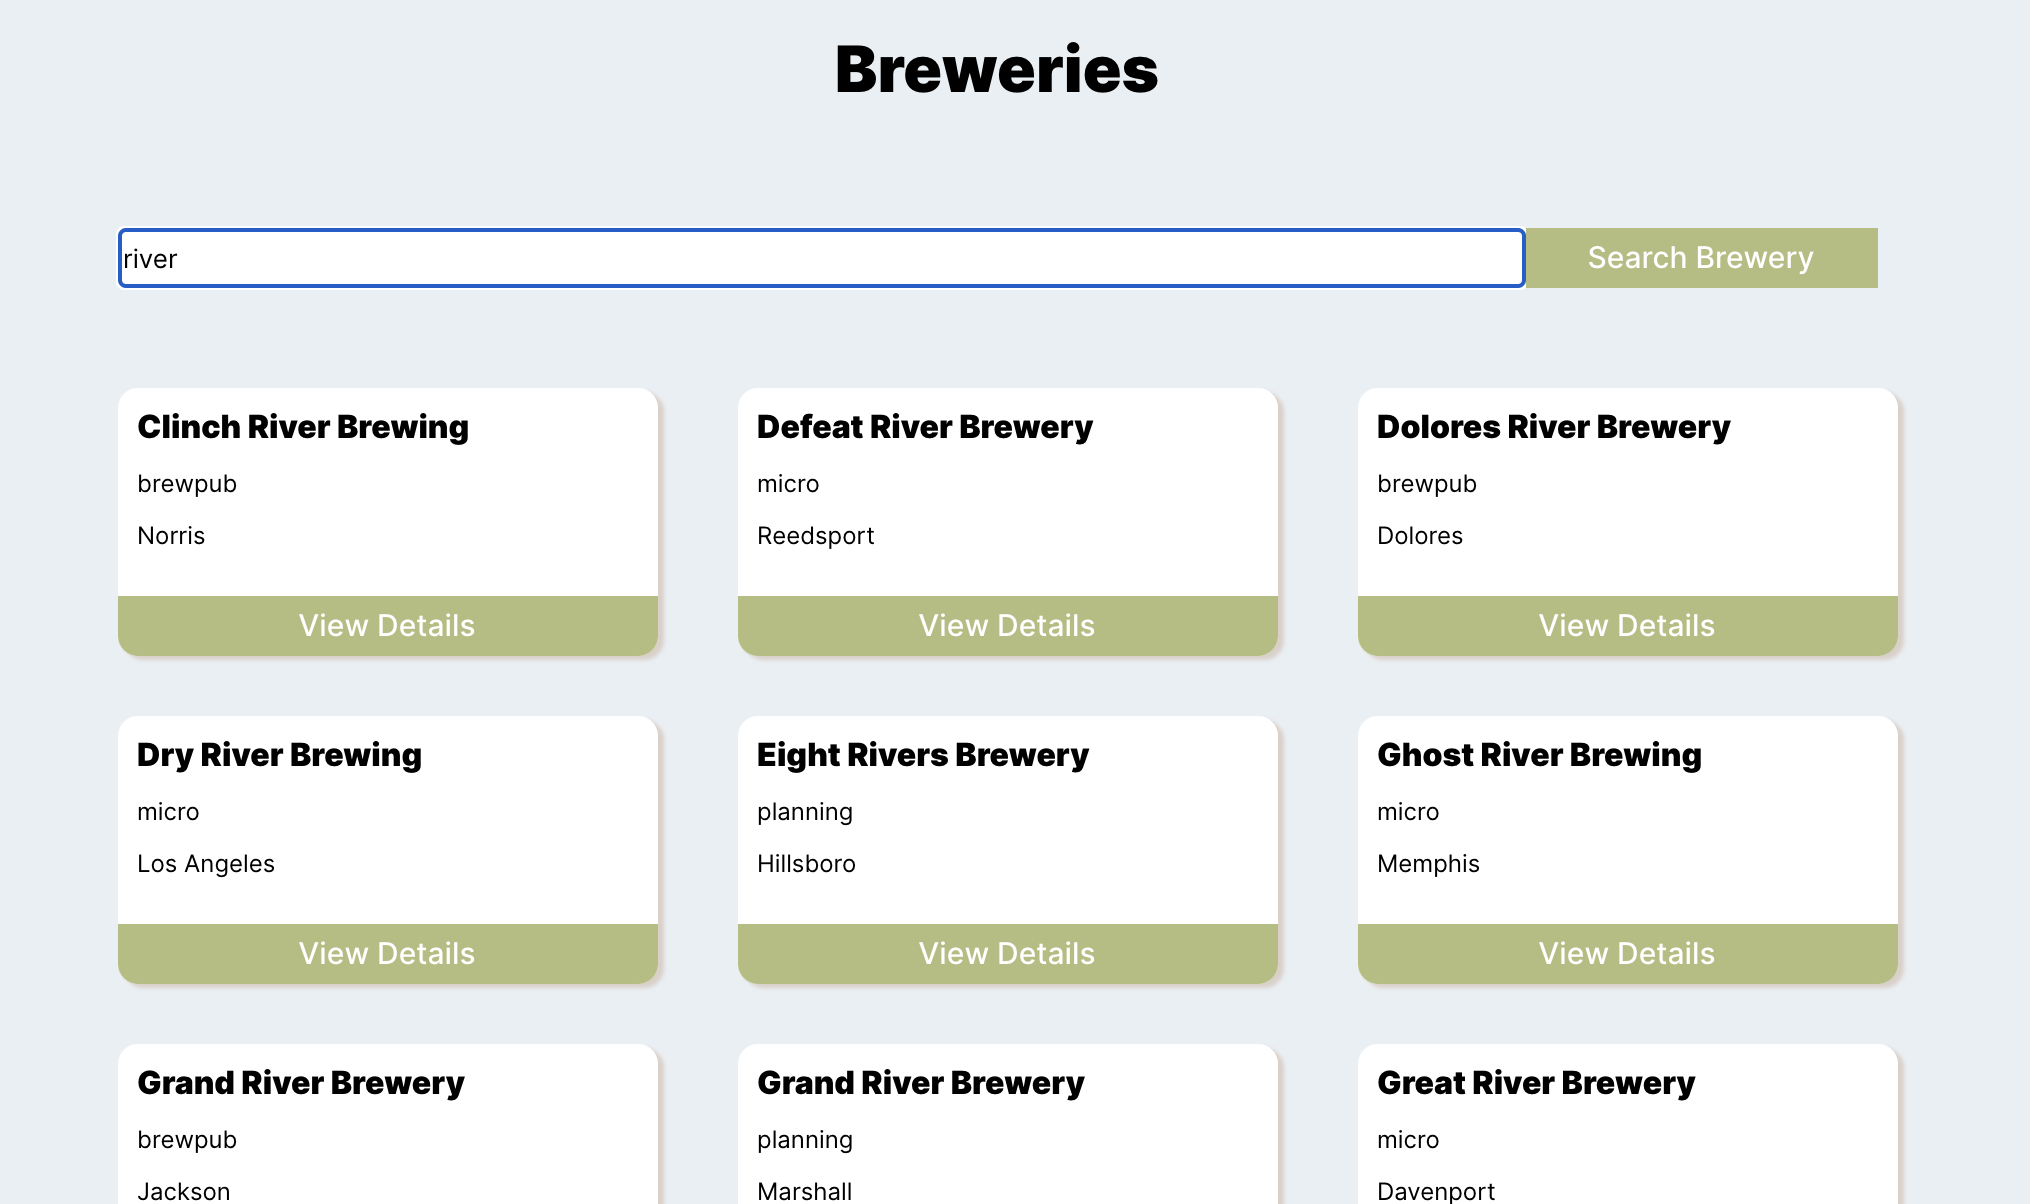 Breweries
river
Search Brewery
Clinch River Brewing
brewpub
Norris
View Details
Defeat River Brewery
micro
Reedsport
View Details
Dolores River Brewery
brewpub
Dolores
View Details
Dry River Brewing
micro
Los Angeles
View Details
Eight Rivers Brewery
planning
Hillsboro
View Details
Ghost River Brewing
micro
Memphis
View Details
Grand River Brewery
brewpub
Jackson
Grand River Brewery
planning
Marshall
Great River Brewery
micro
Davenport